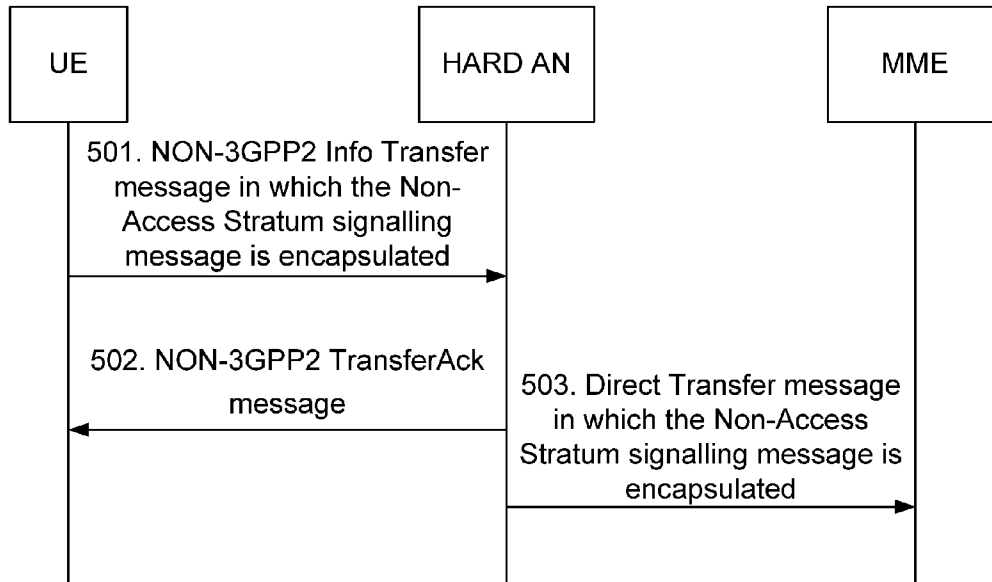 UE
HARD AN
MME
501. NON-3GPP2 Info Transfer
message in which the Non-
Access Stratum signalling
message is encapsulated
502. NON-3GPP2 TransferAck
message
503. Direct Transfer message
in which the Non-Access
Stratum signalling message is
encapsulated